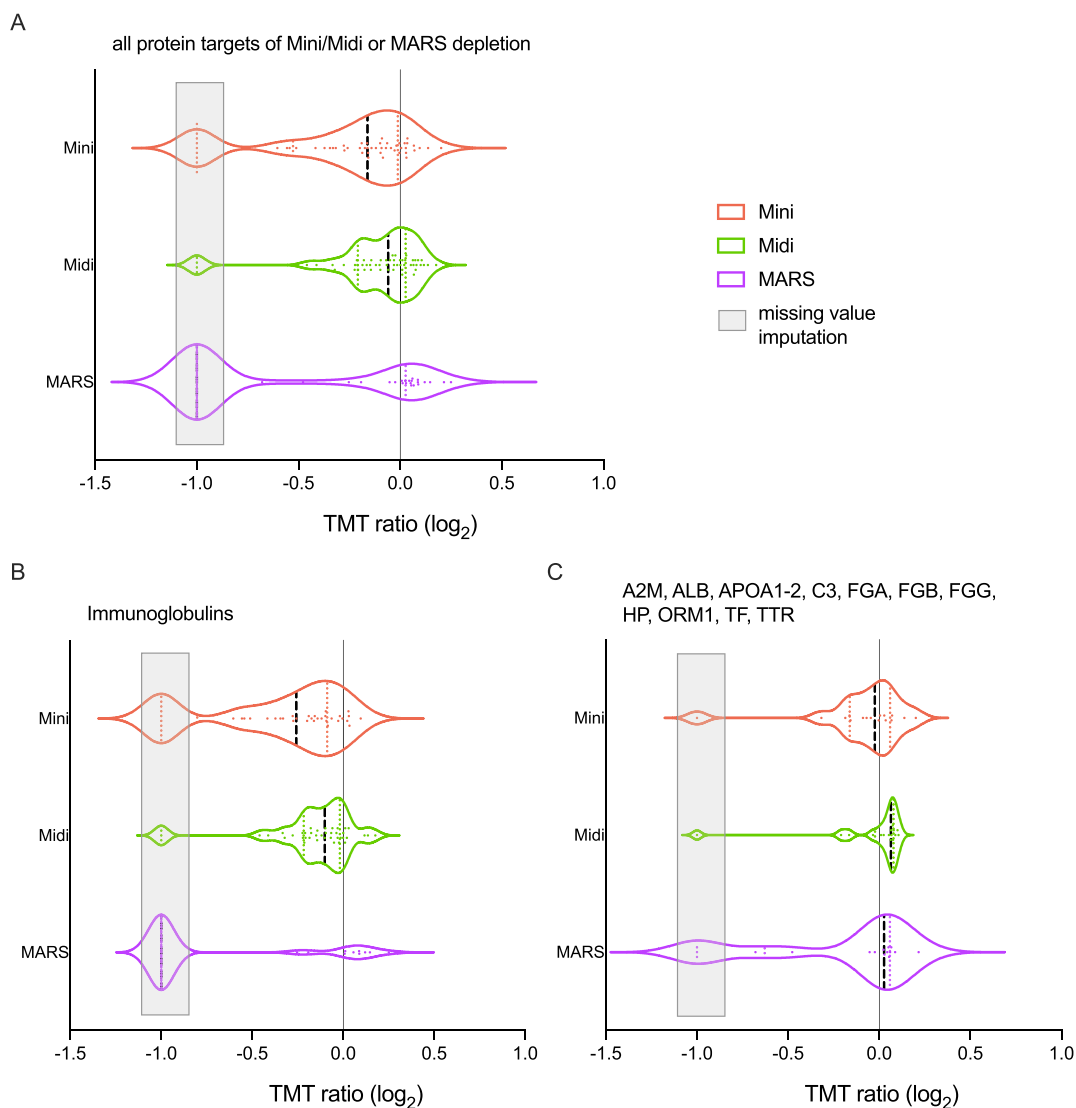 A
all protein targets of Mini/Midi or MARS depletion
Mini
Midi
MARS
-1.5 -1.0 -0.5 0.0 0.5 1.0
TMT ratio (log2)
Mini
Midi
MARS
missing value
imputation
B
Immunoglobulins
Mini
Midi
MARS
-1.5 -1.0 -0.5 0.0 0.5 1.0
TMT ratio (log2)
C
A2M, ALB, APOA1-2, C3, FGA, FGB, FGG,
HP, ORM1, TF, TTR
Mini
Midi
MARS
-1.5 -1.0 -0.5 0.0 0.5 1.0
TMT ratio (log2)